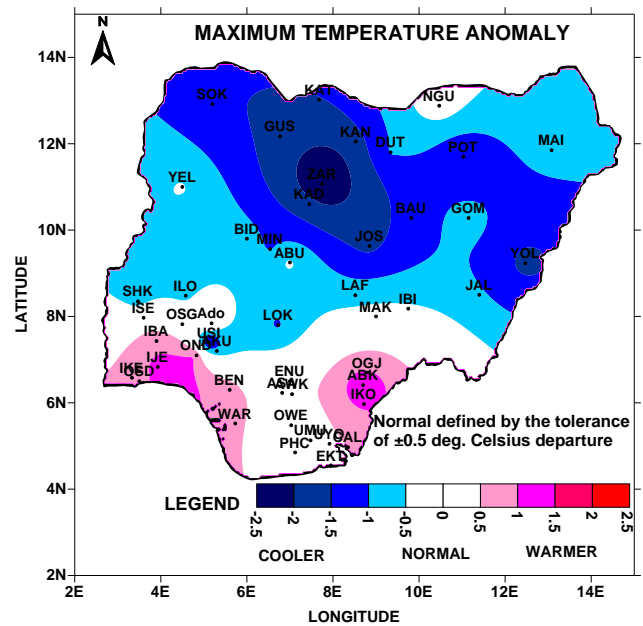 N
MAXIMUM TEMPERATURE ANOMALY
14N
12N
10N
8N
6N
4N
2N
LATITUDE
SOK
KAT
NGU
GUS
KAN
DUT
POT
MAI
ZAR
YEL
KAD
BAU
GOM
BID
MIN
JOS
ABU
YOL
SHK
ILO
LAF
JAL
ISE
OSG
Ado
MAK
IBI
LOK
IBA
USI
AKU
OND
IJE
IKE
OSD
BEN
ENU
AWK
OGJ
ABK
IKO
WAR
OWE
UMU
UYO
CAL
PHC
EKT
Normal defined by the tolerance
of ±0.5 deg. Celsius departure
LEGEND
-2.5
-2
-1.5
-1
-0.5
0
0.5
1
1.5
2
2.5
COOLER
NORMAL
WARMER
2E
4E
6E
8E
10E
12E
14E
LONGITUDE